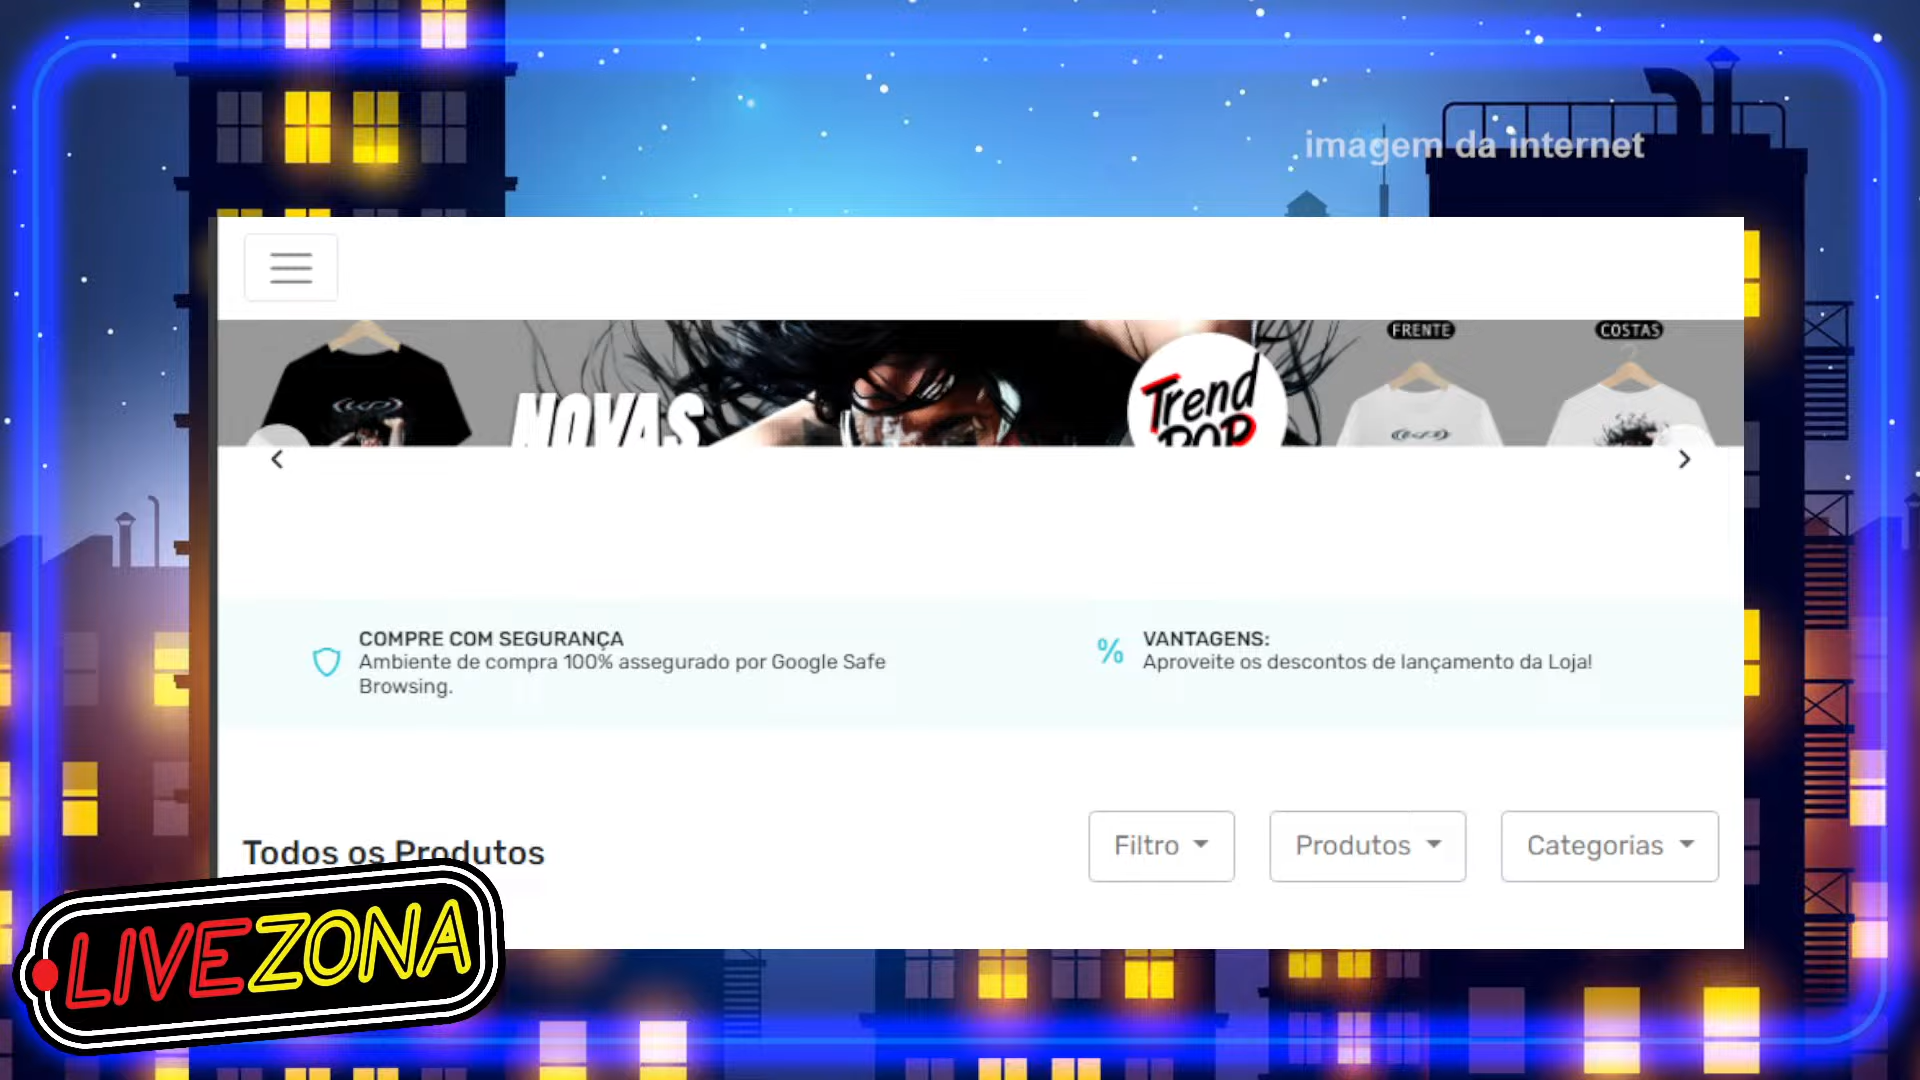 imagem da internet
FRENTE
COSTAS
NOVAS
Trend
POP
COMPRE COM SEGURANÇA
Ambiente de compra 100% assegurado por Google Safe
Browsing.
VANTAGENS:
Aproveite os descontos de lançamento da Loja!
Todos os Produtos
Filtro
Produtos
Categorias
LIVEZONA